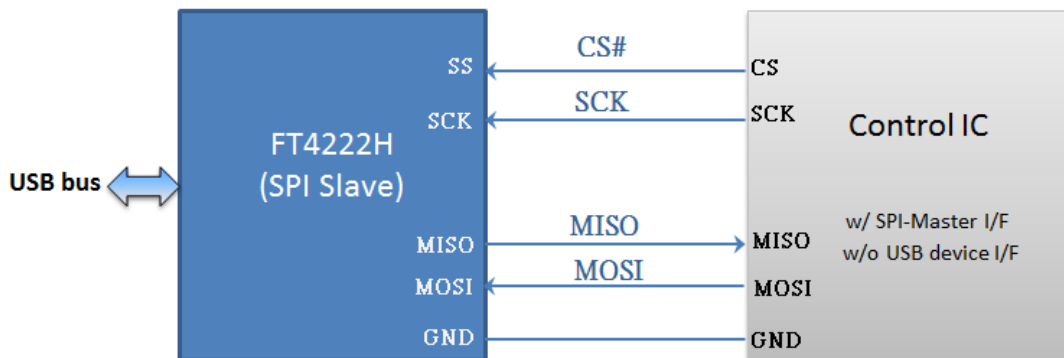 CS#
SS
CS
SCK
SCK
SCK
Control IC
FT4222H
(SPI Slave)
USB bus
MISO
w/ SPI-Master I/F
MISO
MISO
w/o USB device I/F
MOSI
MOSI
MOSI
GND
GND